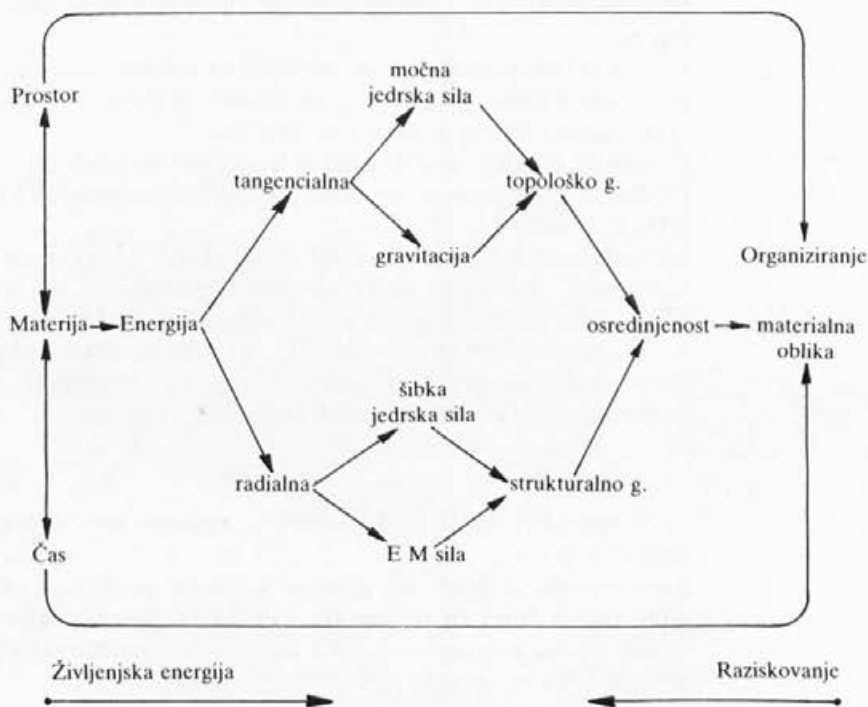 močna
jedrska sila
Prostor
tangencialna
topološko g.
gravitacija
Organiziranje
Materija
Energija
osredinjenost
materialna
oblika
šibka
jedrska sila
radialna
strukturalno g.
E M sila
Čas
Življenjska energija
Raziskovanje